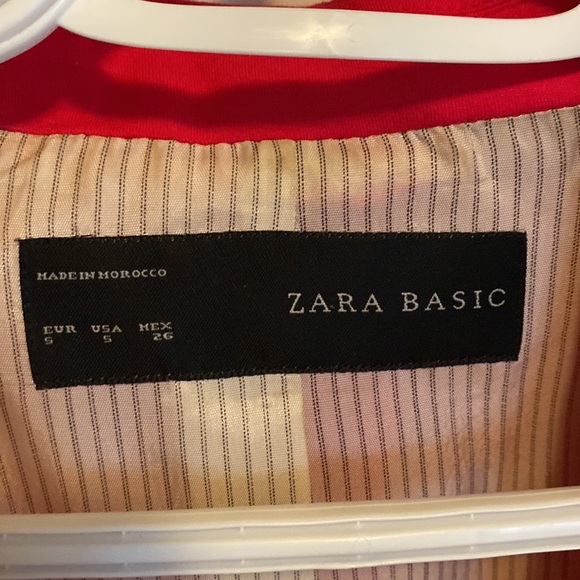 MADE IN MOROCCO
ZARA BASIC
EUR USA MEX
S S 26